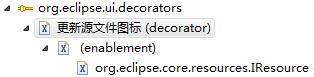 org.eclipse.ui.decorators
更新源文件图标 (decorator)
(enablement)
org.eclipse.core.resources.IResource